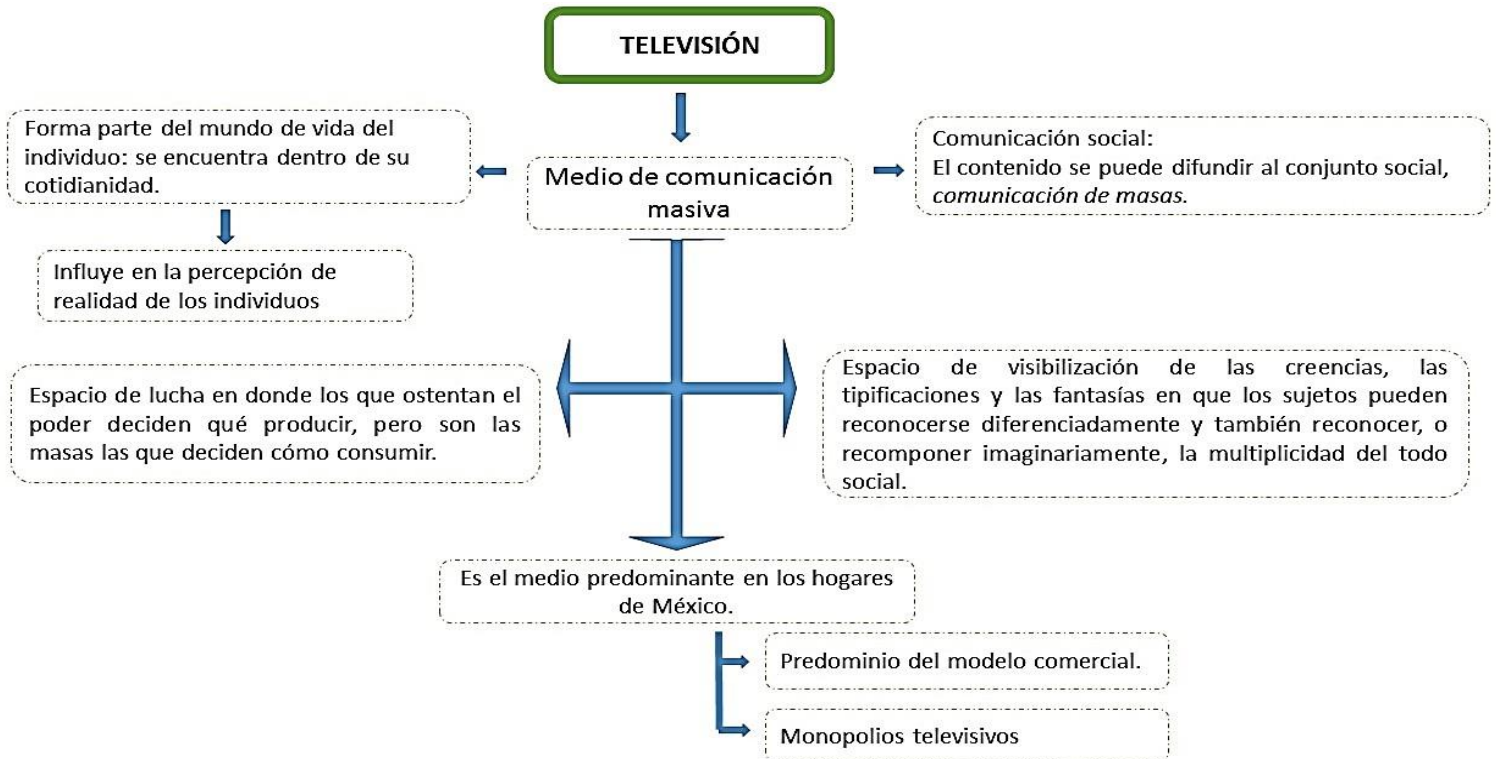 TELEVISIÓN
Forma parte del mundo de vida del
individuo: se encuentra dentro de su
cotidianidad.
Medio de comunicación
masiva
Comunicación social:
El contenido se puede difundir al conjunto social,
comunicación de masas.
Influye en la percepción de
realidad de los individuos
Espacio de lucha en donde los que ostentan el
poder deciden qué producir, pero son las
masas las que deciden cómo consumir.
Espacio de visibilización de las creencias, las
tipificaciones y las fantasías en que los sujetos pueden
reconocerse diferenciadamente y también reconocer, o
recomponer imaginariamente, la multiplicidad del todo
social.
Es el medio predominante en los hogares
de México.
Predominio del modelo comercial.
Monopolios televisivos